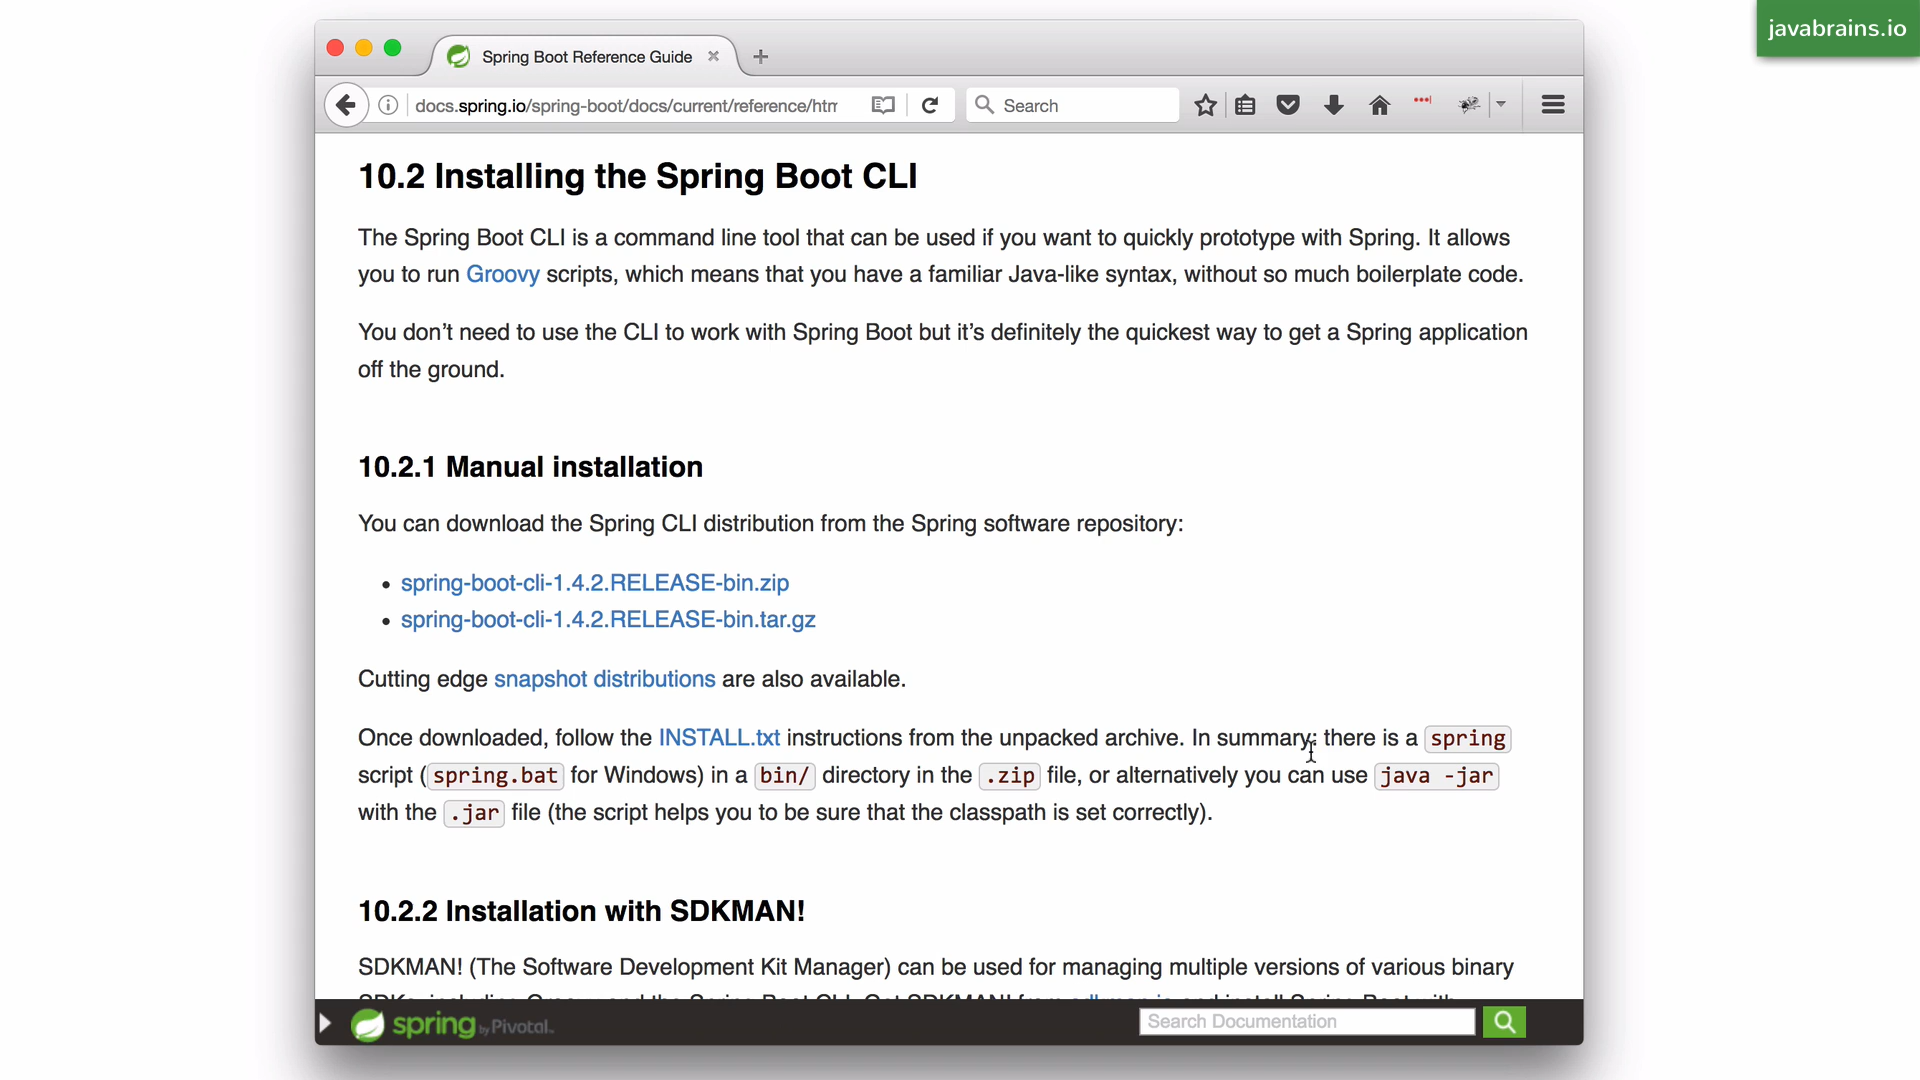 javabrains.io
Spring Boot Reference Guide
docs.spring.io/spring-boot/docs/current/reference/htm
Search
10.2 Installing the Spring Boot CLI
The Spring Boot CLI is a command line tool that can be used if you want to quickly prototype with Spring. It allows
you to run Groovy scripts, which means that you have a familiar Java-like syntax, without so much boilerplate code.
You don’t need to use the CLI to work with Spring Boot but it’s definitely the quickest way to get a Spring application
off the ground.
10.2.1 Manual installation
You can download the Spring CLI distribution from the Spring software repository:
• spring-boot-cli-1.4.2.RELEASE-bin.zip
• spring-boot-cli-1.4.2.RELEASE-bin.tar.gz
Cutting edge snapshot distributions are also available.
Once downloaded, follow the INSTALL.txt instructions from the unpacked archive. In summary: there is a spring
script (spring.bat for Windows) in a bin/ directory in the .zip file, or alternatively you can use java -jar
with the .jar file (the script helps you to be sure that the classpath is set correctly).
10.2.2 Installation with SDKMAN!
SDKMAN! (The Software Development Kit Manager) can be used for managing multiple versions of various binary
spring by Pivotal.
Search Documentation